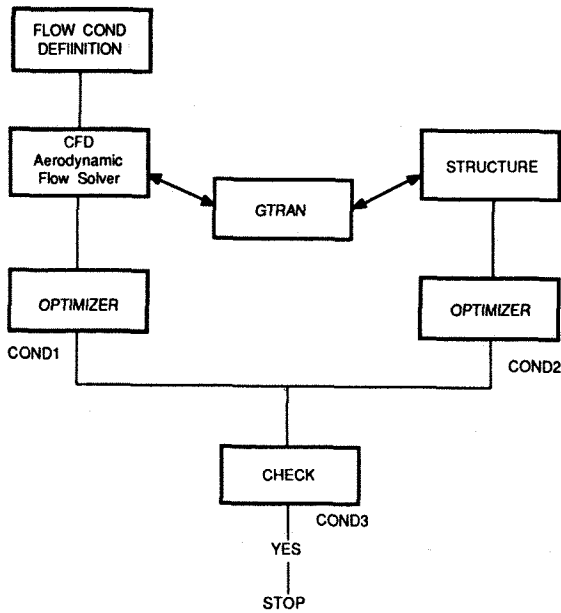 FLOW COND
DEFIINITION
CFD
Aerodynamic
Flow Solver
STRUCTURE
GTRAN
OPTIMIZER
OPTIMIZER
COND1
COND2
CHECK
COND3
YES
STOP